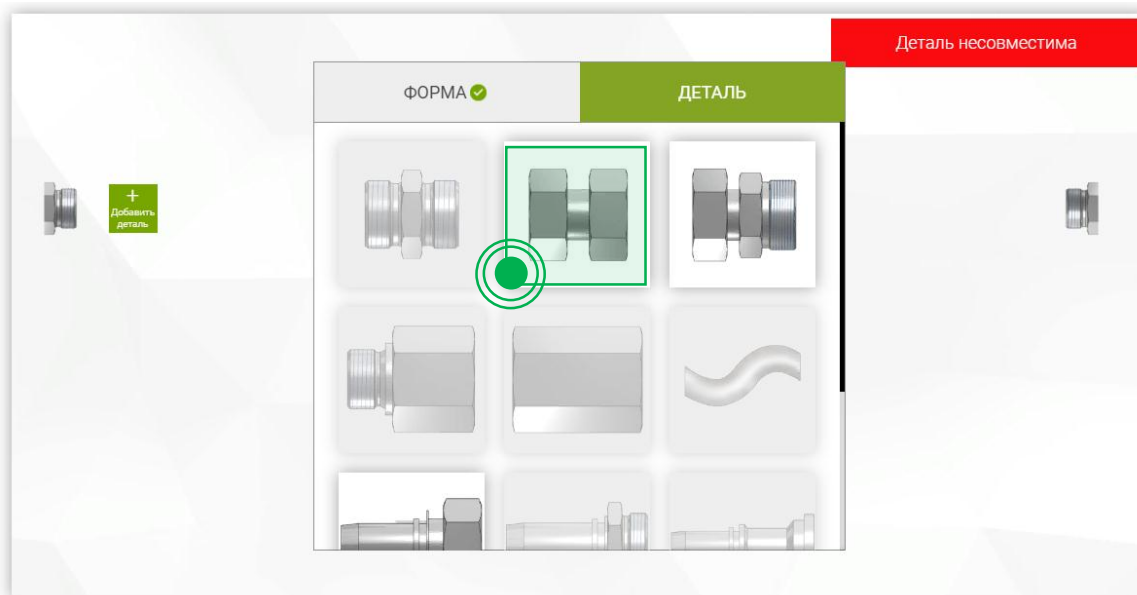 Деталь несовместима
ФОРМА
ДЕТАЛЬ
+
Добавить
деталь